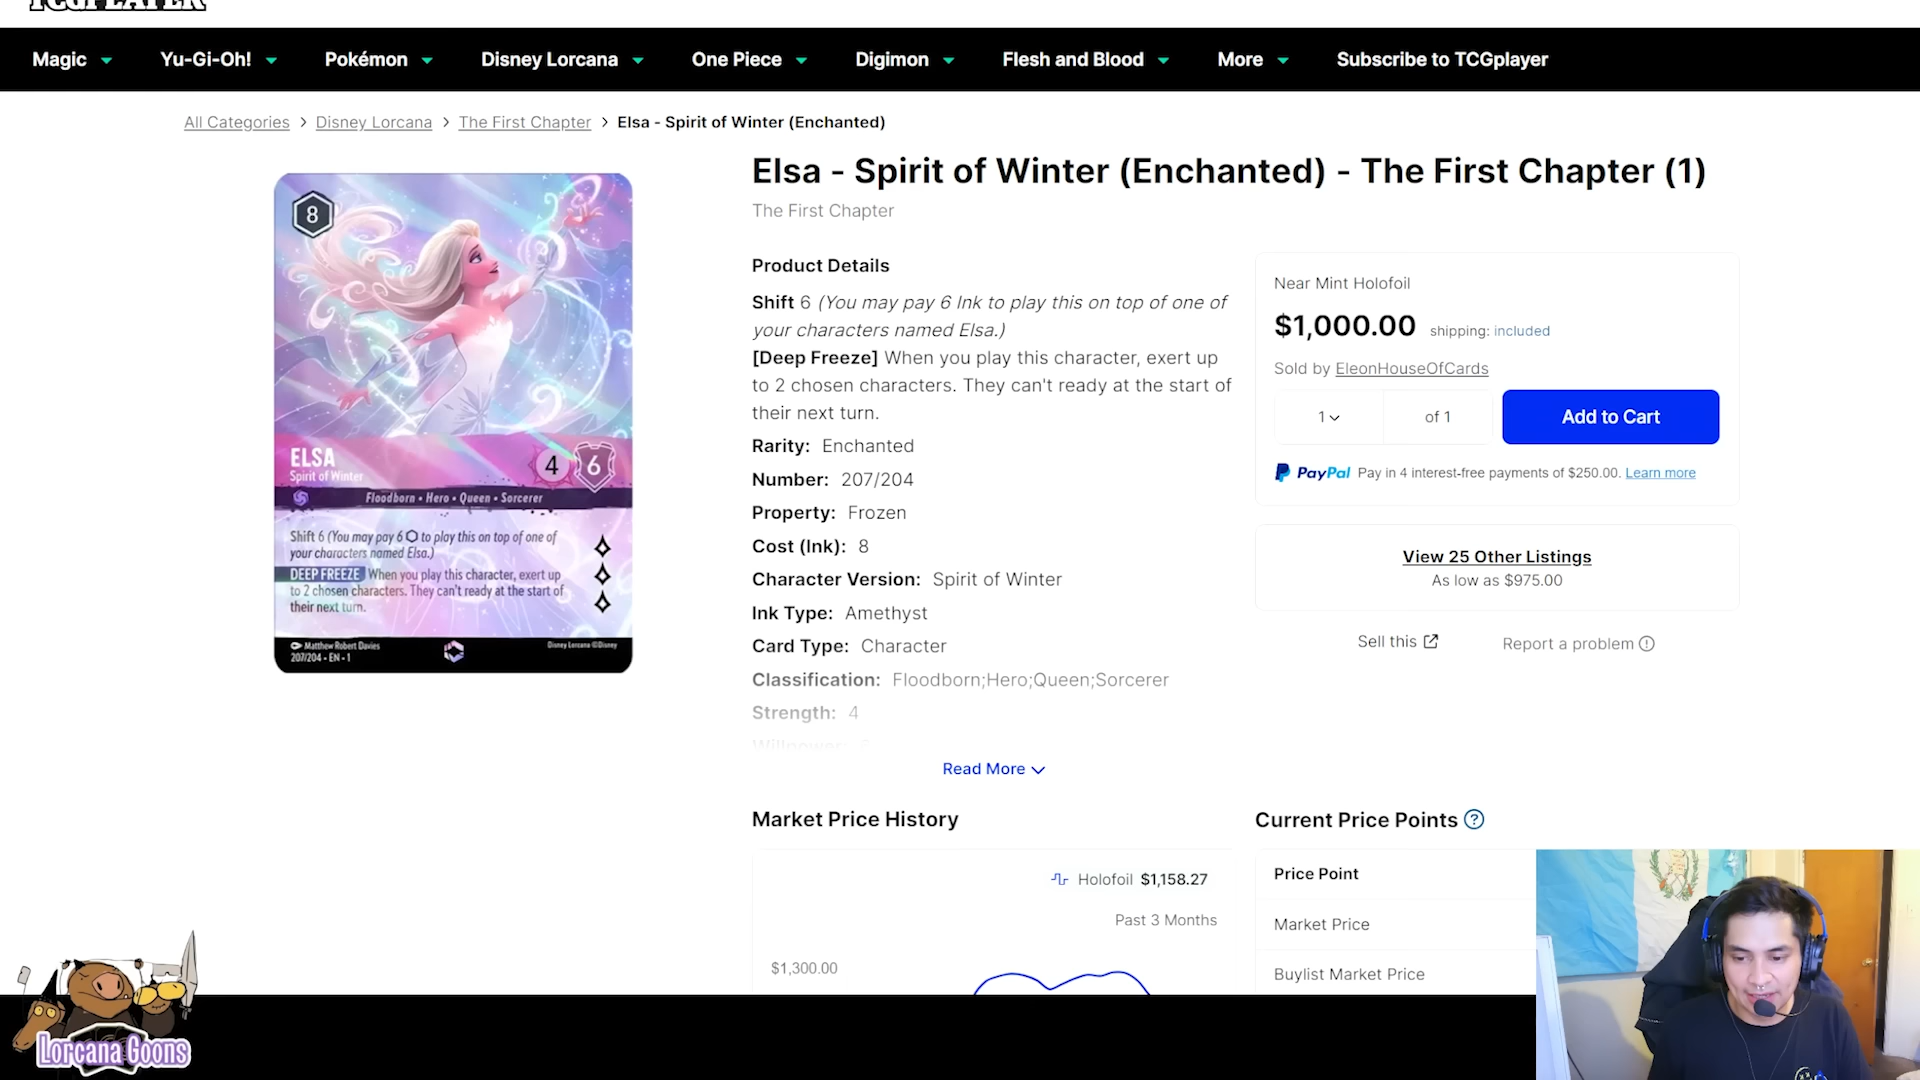 TCGPLAYER
Magic Yu-Gi-Oh! Pokémon Disney Lorcana One Piece Digimon Flesh and Blood More Subscribe to TCGplayer
All Categories > Disney Lorcana > The First Chapter > Elsa - Spirit of Winter (Enchanted)
8
ELSA
Spirit of Winter
4 6
Floodborn • Hero • Queen • Sorcerer
Shift 6 (You may pay 6 to play this on top of one of
your characters named Elsa.)
DEEP FREEZE When you play this character, exert up
to 2 chosen characters. They can't ready at the start of
their next turn.
Matthew Robert Davies
207/204 • EN • 1
Disney Lorcana ©Disney
Elsa - Spirit of Winter (Enchanted) - The First Chapter (1)
The First Chapter
Product Details
Shift 6 (You may pay 6 Ink to play this on top of one of
your characters named Elsa.)
[Deep Freeze] When you play this character, exert up
to 2 chosen characters. They can't ready at the start of
their next turn.
Rarity: Enchanted
Number: 207/204
Property: Frozen
Cost (Ink): 8
Character Version: Spirit of Winter
Ink Type: Amethyst
Card Type: Character
Classification: Floodborn;Hero;Queen;Sorcerer
Strength: 4
Willpower: 6
Read More
Near Mint Holofoil
$1,000.00 shipping: included
Sold by EleonHouseOfCards
1 of 1 Add to Cart
PayPal Pay in 4 interest-free payments of $250.00. Learn more
View 25 Other Listings
As low as $975.00
Sell this Report a problem
Market Price History
Holofoil $1,158.27
Past 3 Months
$1,300.00
Current Price Points ?
Price Point
Market Price
Buylist Market Price
Lorcana Goons